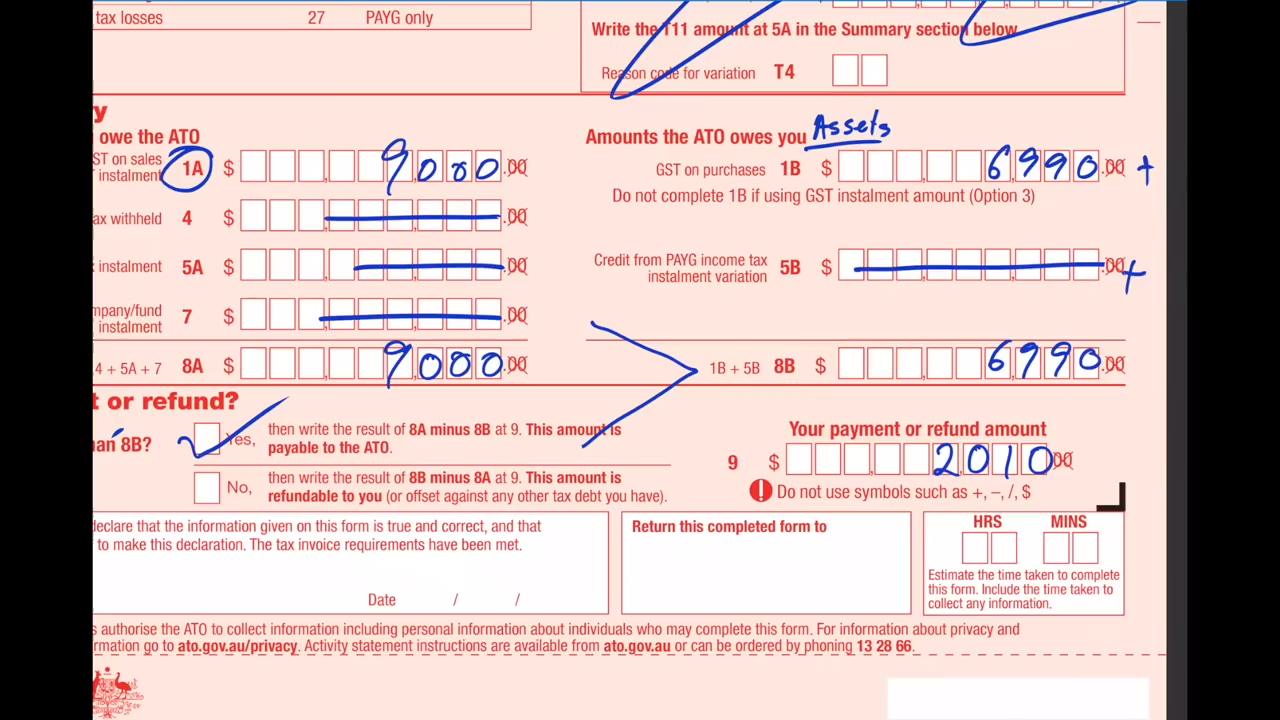 tax losses 27 PAYG only
Write the T11 amount at 5A in the Summary section below
Reason code for variation T4
y
owe the ATO
ST on sales
instalment 1A $ 9000.00
ax withheld 4 $ .00
instalment 5A $ .00
mpany/fund
instalment 7 $ .00
4 + 5A + 7 8A $ 9000.00
Amounts the ATO owes you Assets
GST on purchases 1B $ 6990.00 +
Do not complete 1B if using GST instalment amount (Option 3)
Credit from PAYG income tax
instalment variation 5B $ .00 +
1B + 5B 8B $ 6990.00
t or refund?
han 8B?
Yes, then write the result of 8A minus 8B at 9. This amount is
payable to the ATO.
No, then write the result of 8B minus 8A at 9. This amount is
refundable to you (or offset against any other tax debt you have).
Your payment or refund amount
9 $ 2,010.00
Do not use symbols such as +, –, /, $
declare that the information given on this form is true and correct, and that
to make this declaration. The tax invoice requirements have been met.
Date / /
Return this completed form to
HRS MINS
Estimate the time taken to complete
this form. Include the time taken to
collect any information.
s authorise the ATO to collect information including personal information about individuals who may complete this form. For information about privacy and
rmation go to ato.gov.au/privacy. Activity statement instructions are available from ato.gov.au or can be ordered by phoning 13 28 66.